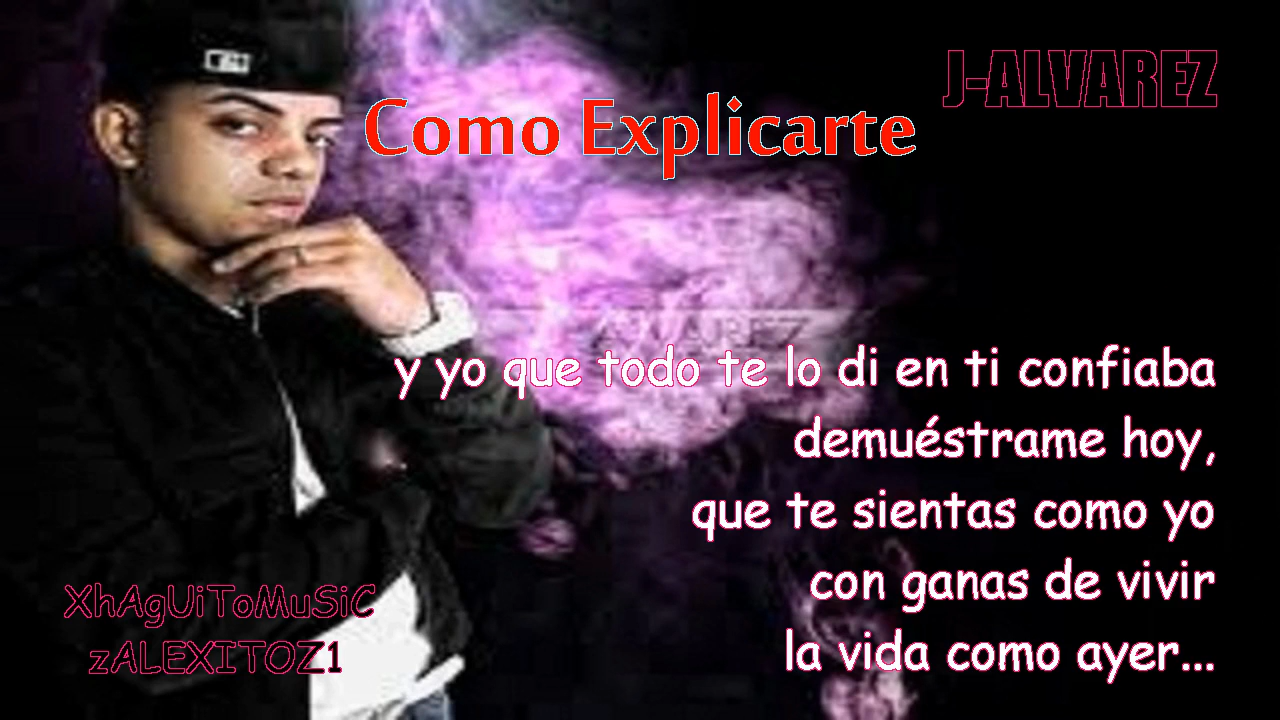 J-ALVAREZ
Como Explicarte
ALVAREZ
y yo que todo te lo di en ti confiaba
demuéstrame hoy,
que te sientas como yo
con ganas de vivir
la vida como ayer...
XhAgUiToMuSiC
zALEXITOZ1